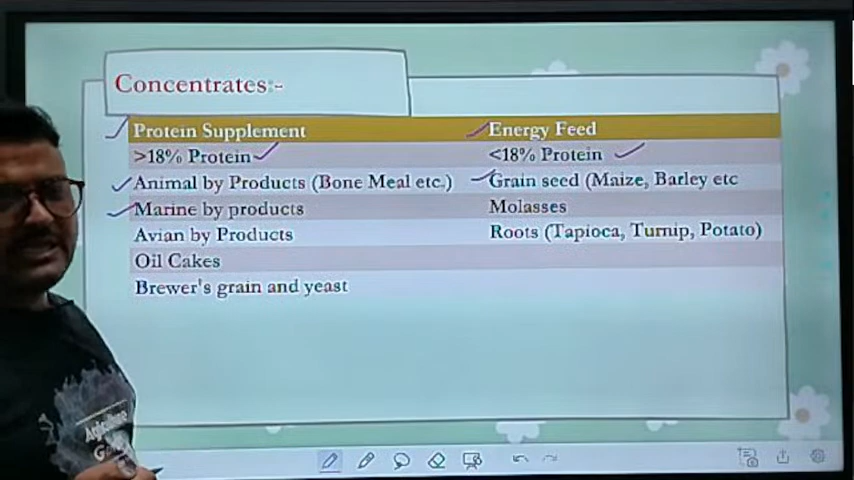 Concentrates:-
Protein Supplement Energy Feed
>18% Protein <18% Protein
Animal by Products (Bone Meal etc.) Grain seed (Maize, Barley etc
Marine by products Molasses
Avian by Products Roots (Tapioca, Turnip, Potato)
Oil Cakes
Brewer's grain and yeast